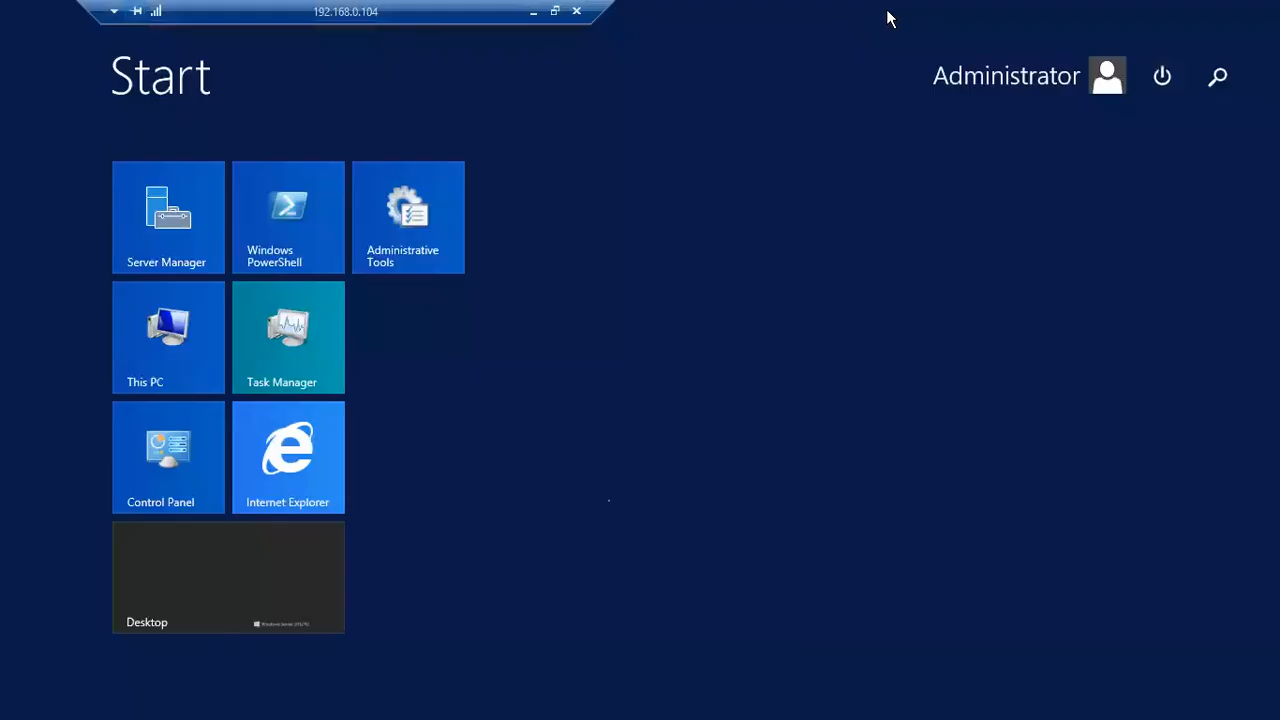 192.168.0.104
Start
Administrator
Server Manager
Windows
PowerShell
Administrative
Tools
This PC
Task Manager
Control Panel
Internet Explorer
Desktop